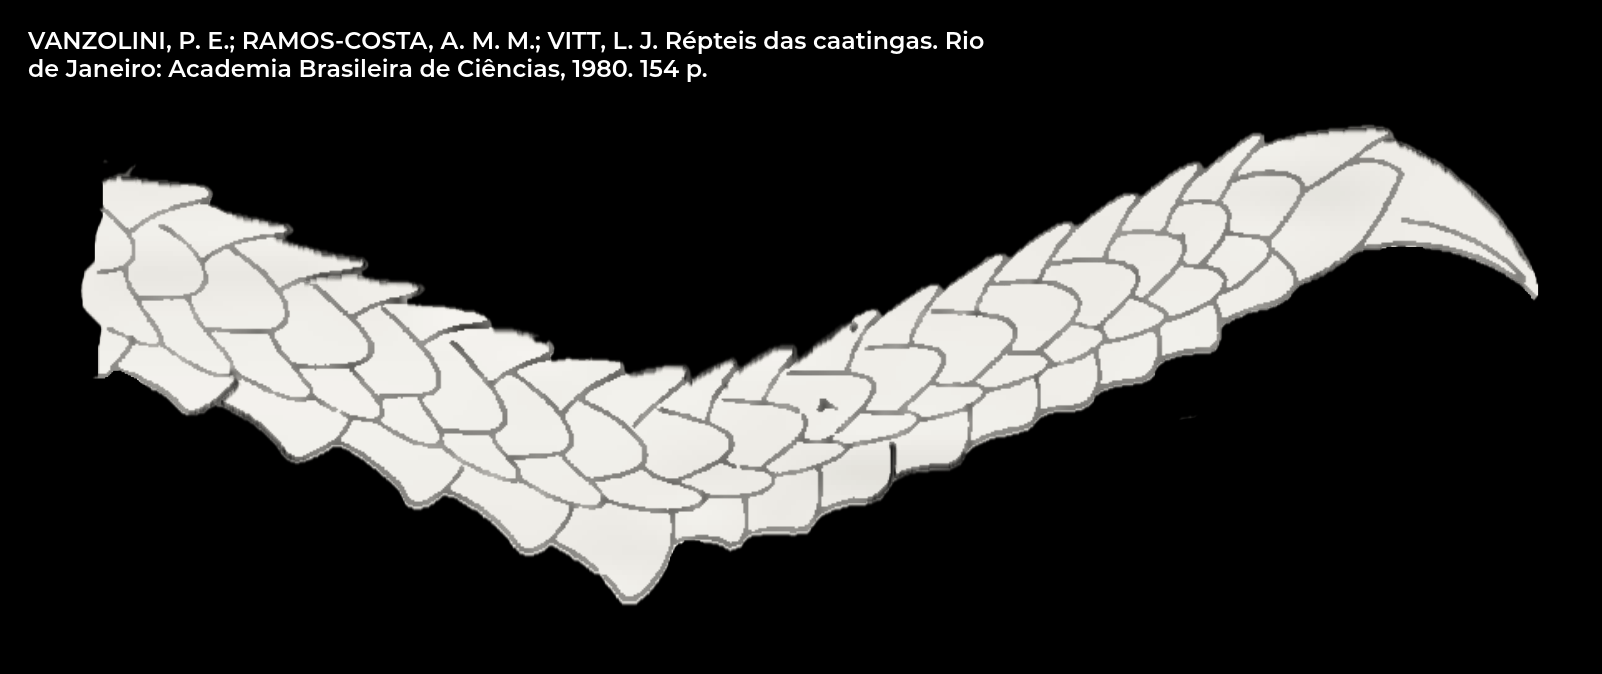 VANZOLINI, P. E.; RAMOS-COSTA, A. M. M.; VITT, L. J. Répteis das caatingas. Rio
de Janeiro: Academia Brasileira de Ciências, 1980. 154 p.